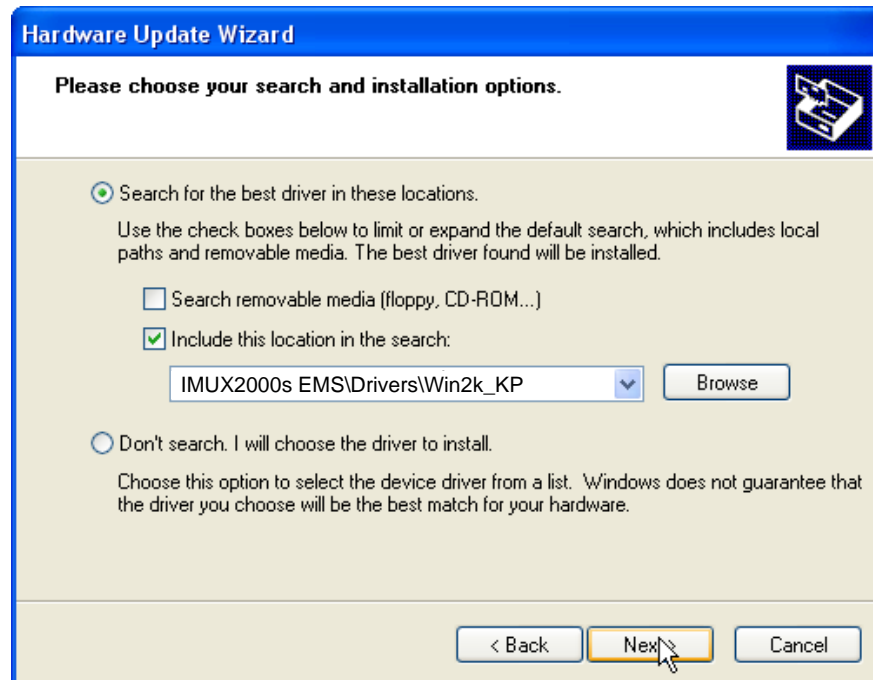 Hardware Update Wizard
Please choose your search and installation options.
Search for the best driver in these locations.
Use the check boxes below to limit or expand the default search, which includes local
paths and removable media. The best driver found will be installed.
Search removable media (floppy, CD-ROM...)
Include this location in the search:
IMUX2000s EMS\Drivers\Win2k_KP
Browse
Don't search. I will choose the driver to install.
Choose this option to select the device driver from a list.  Windows does not guarantee that
the driver you choose will be the best match for your hardware.
< Back
Next >
Cancel